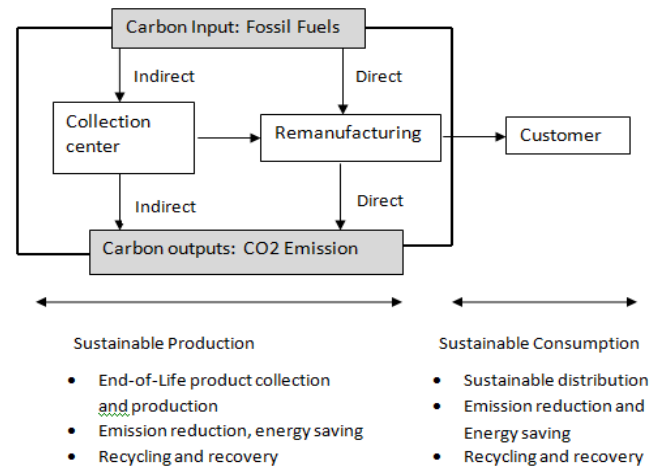 Carbon Input: Fossil Fuels
Indirect
Direct
Collection
center
Remanufacturing
Customer
Indirect
Direct
Carbon outputs: CO2 Emission
Sustainable Production
• End-of-Life product collection
and production
• Emission reduction, energy saving
• Recycling and recovery
Sustainable Consumption
• Sustainable distribution
• Emission reduction and
Energy saving
• Recycling and recovery